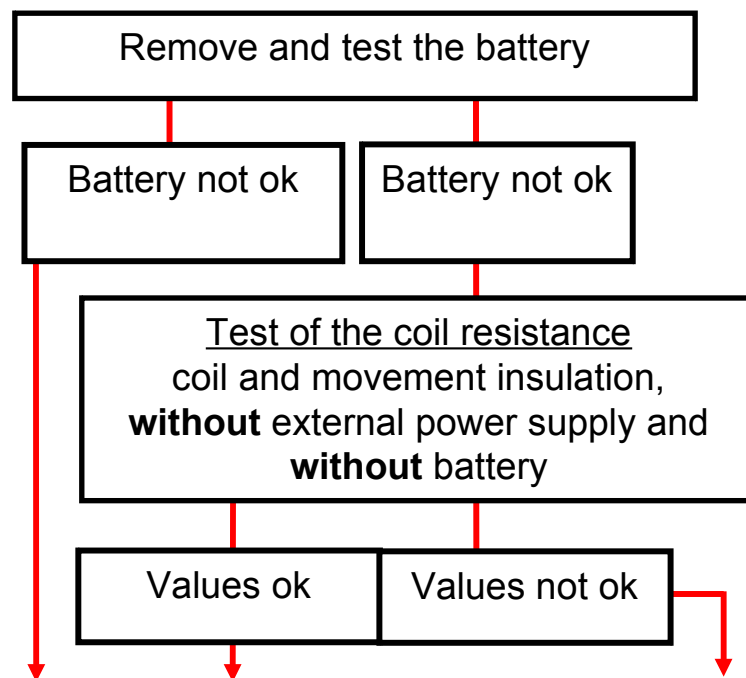 Remove and test the battery
Battery not ok
Battery not ok
Test of the coil resistance
coil and movement insulation,
without external power supply and
without battery
Values ok
Values not ok